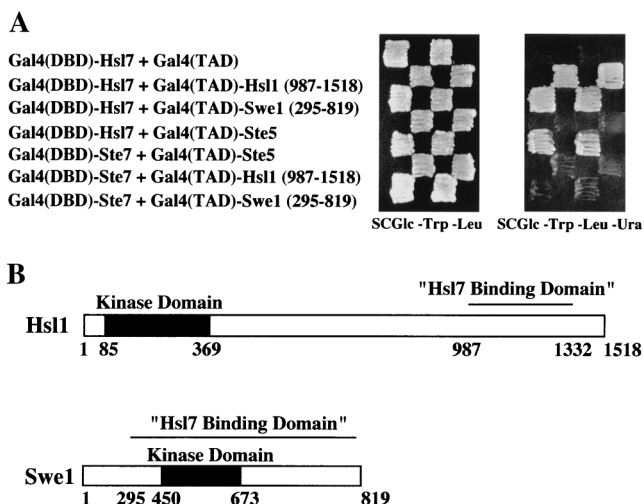 A
Gal4(DBD)-Hsl7 + Gal4(TAD)
Gal4(DBD)-Hsl7 + Gal4(TAD)-Hsl1 (987-1518)
Gal4(DBD)-Hsl7 + Gal4(TAD)-Swe1 (295-819)
Gal4(DBD)-Hsl7 + Gal4(TAD)-Ste5
Gal4(DBD)-Ste7 + Gal4(TAD)-Ste5
Gal4(DBD)-Ste7 + Gal4(TAD)-Hsl1 (987-1518)
Gal4(DBD)-Ste7 + Gal4(TAD)-Swe1 (295-819)
SCGlc -Trp -Leu SCGlc -Trp -Leu -Ura
B
"Hsl7 Binding Domain"
Kinase Domain
Hsl1
1 85 369 987 1332 1518
"Hsl7 Binding Domain"
Kinase Domain
Swe1
1 295 450 673 819